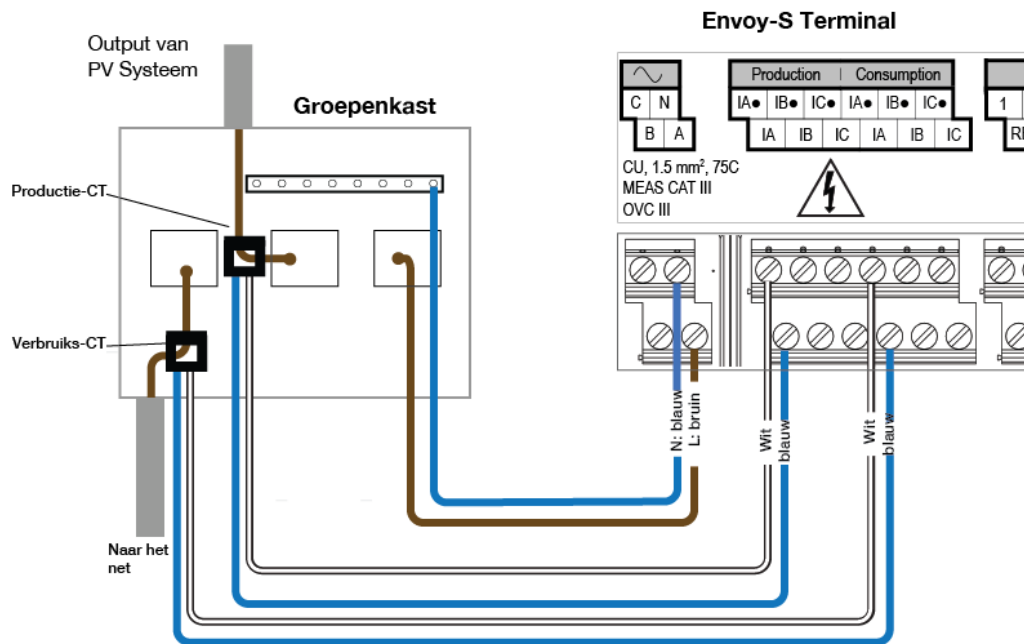 Envoy-S Terminal
Output van
PV Systeem
Groepenkast
Productie-CT
Verbruiks-CT
Naar het
net
C N
B A
Production | Consumption
IA● IB● IC● IA● IB● IC●
IA IB IC IA IB IC
1
CU, 1.5 mm², 75C
MEAS CAT III
OVC III
N: blauw
L: bruin
Wit
blauw
Wit
blauw